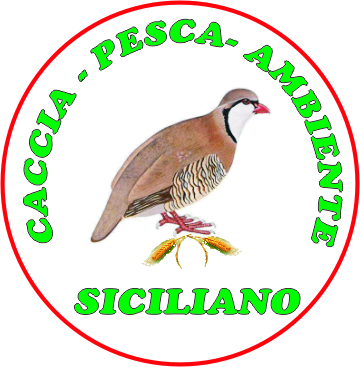 CACCIA - PESCA- AMBIENTE
SICILIANO